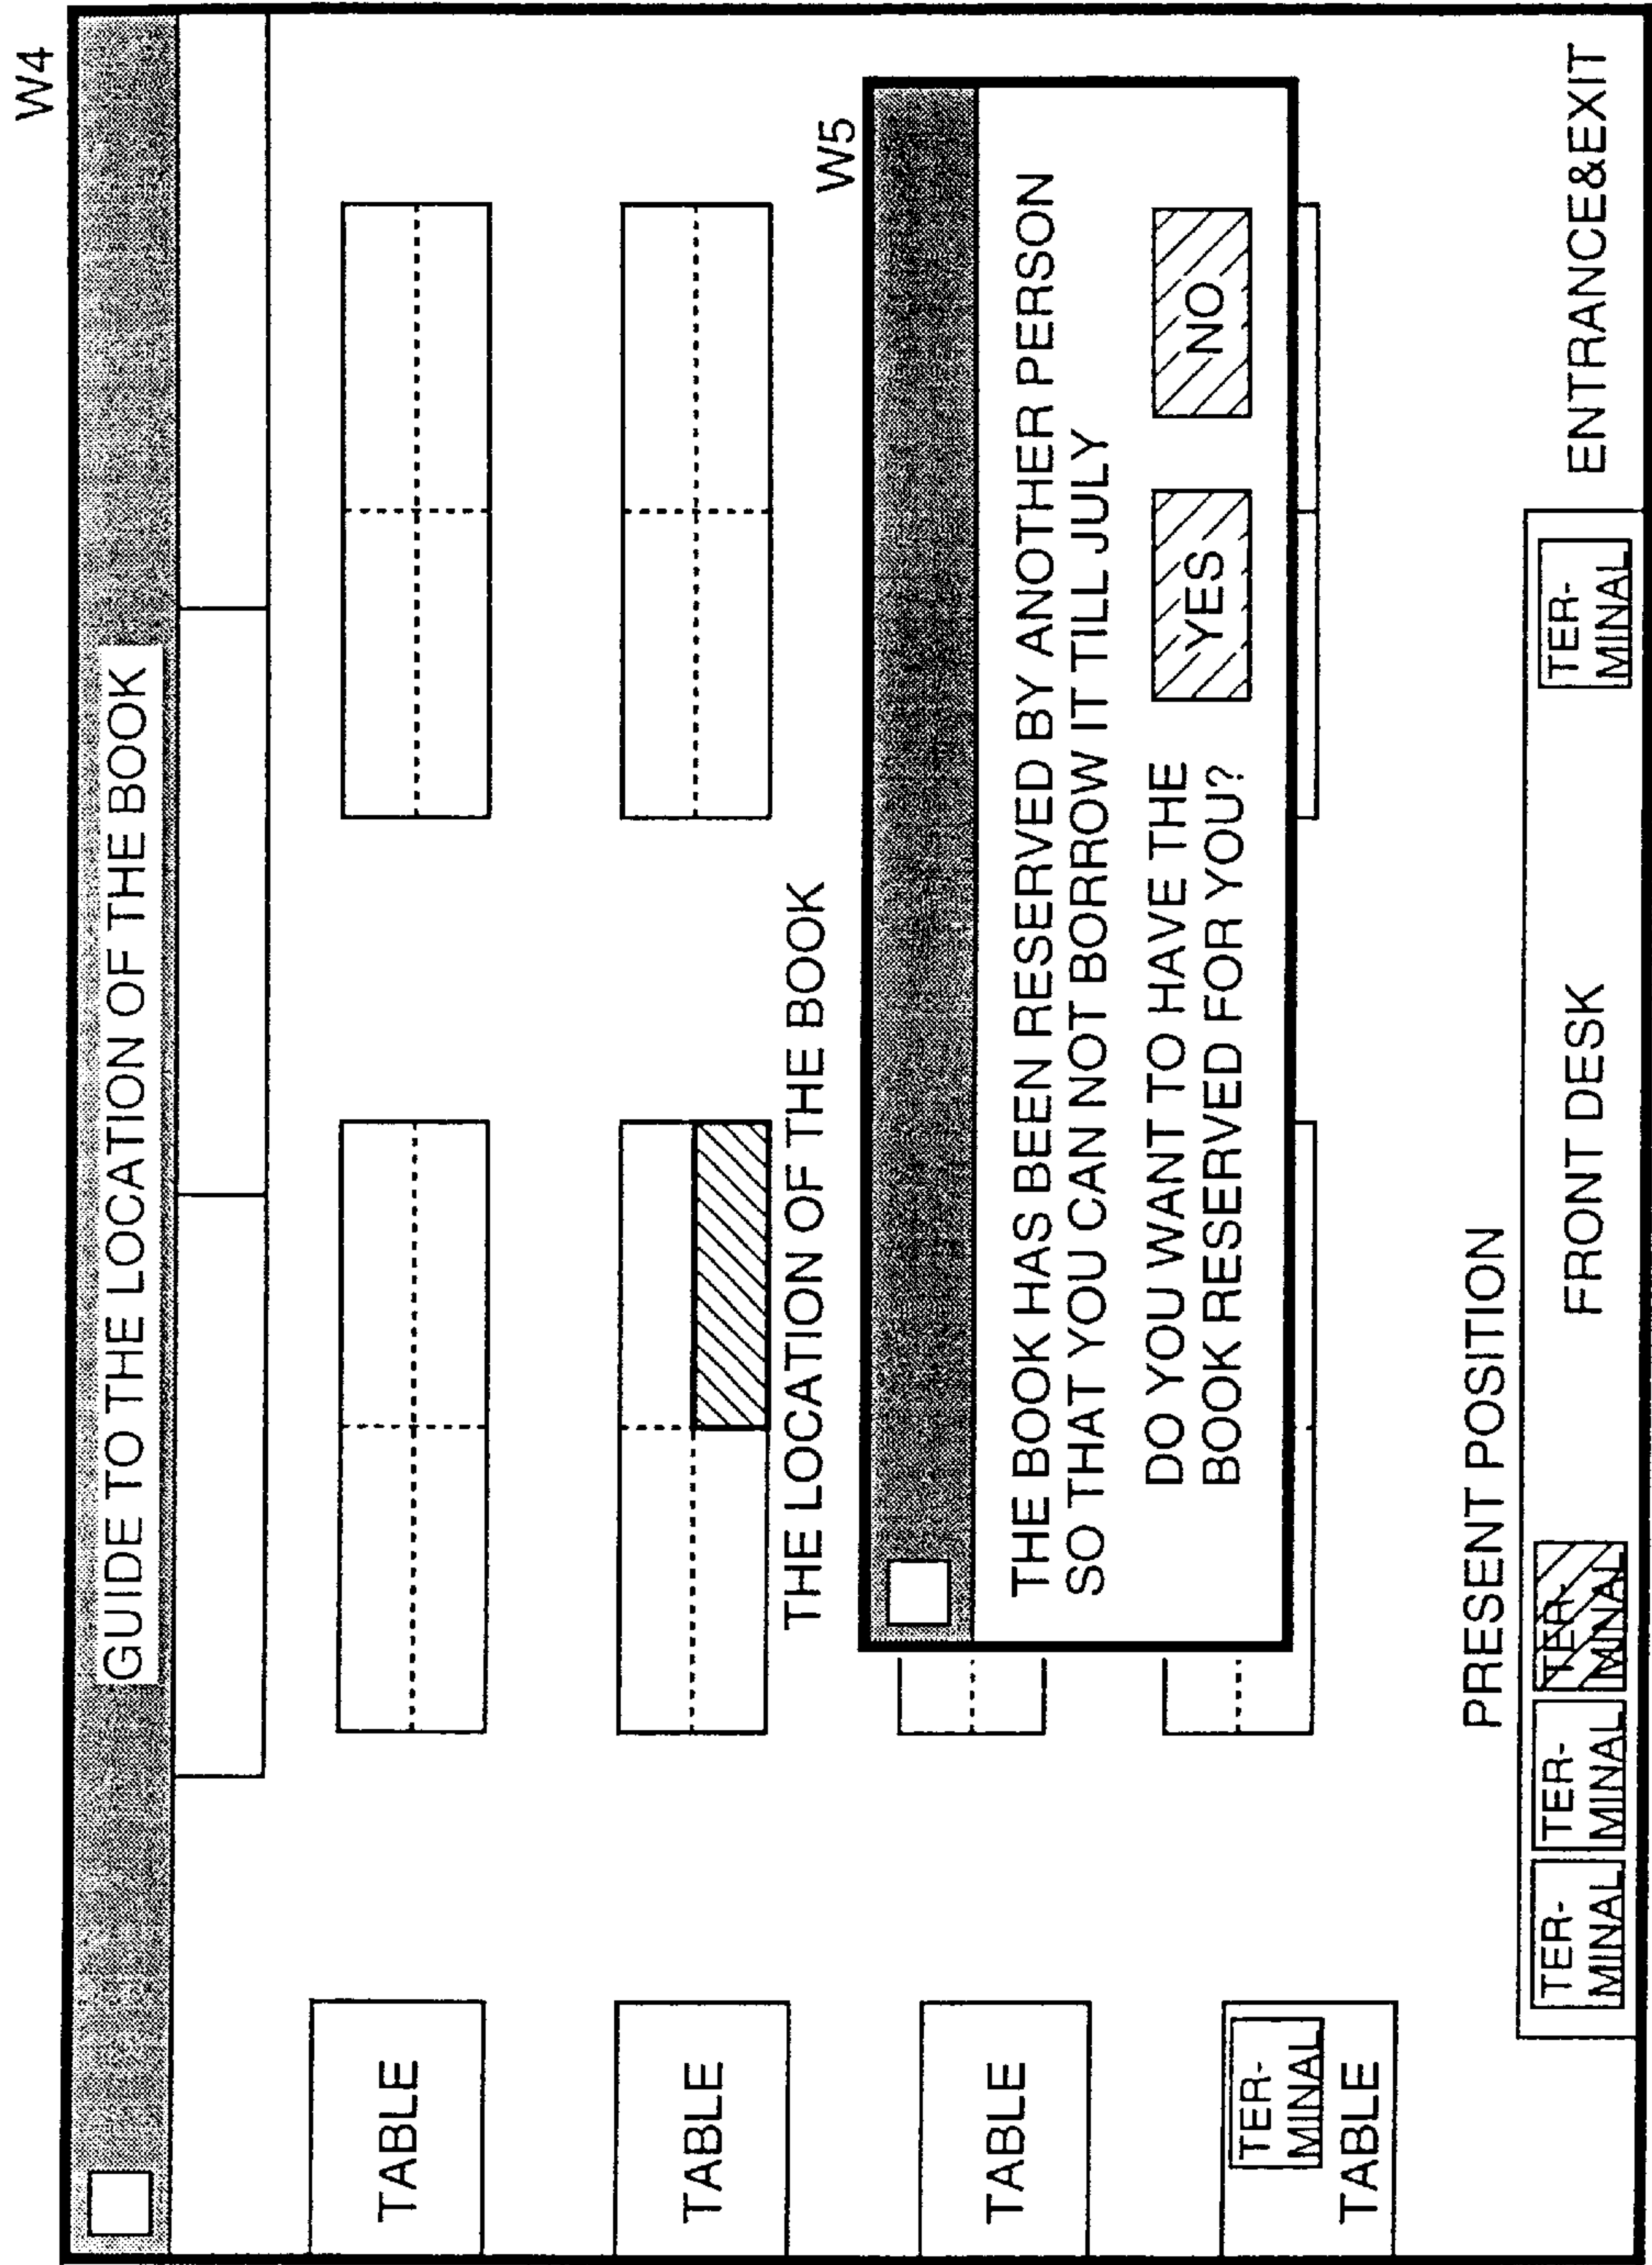 W4
GUIDE TO THE LOCATION OF THE BOOK
TABLE
TABLE
THE LOCATION OF THE BOOK
W5
THE BOOK HAS BEEN RESERVED BY ANOTHER PERSON
SO THAT YOU CAN NOT BORROW IT TILL JULY
DO YOU WANT TO HAVE THE
BOOK RESERVED FOR YOU?
YES
NO
TABLE
TER-
MINAL
TABLE
PRESENT POSITION
TER-
MINAL
TER-
MINAL
TER-
MINAL
FRONT DESK
TER-
MINAL
ENTRANCE&EXIT